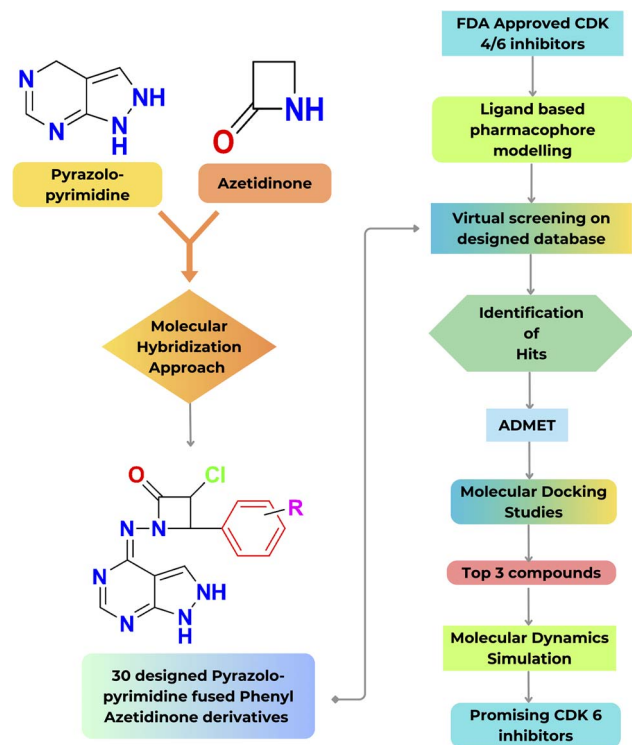 N
N
NH
N
H
O
NH
Pyrazolo-
pyrimidine
Azetidinone
Molecular
Hybridization
Approach
O
Cl
R
N
N
N
N
NH
N
H
30 designed Pyrazolo-
pyrimidine fused Phenyl
Azetidinone derivatives
FDA Approved CDK
4/6 inhibitors
Ligand based
pharmacophore
modelling
Virtual screening on
designed database
Identification
of
Hits
ADMET
Molecular Docking
Studies
Top 3 compounds
Molecular Dynamics
Simulation
Promising CDK 6
inhibitors